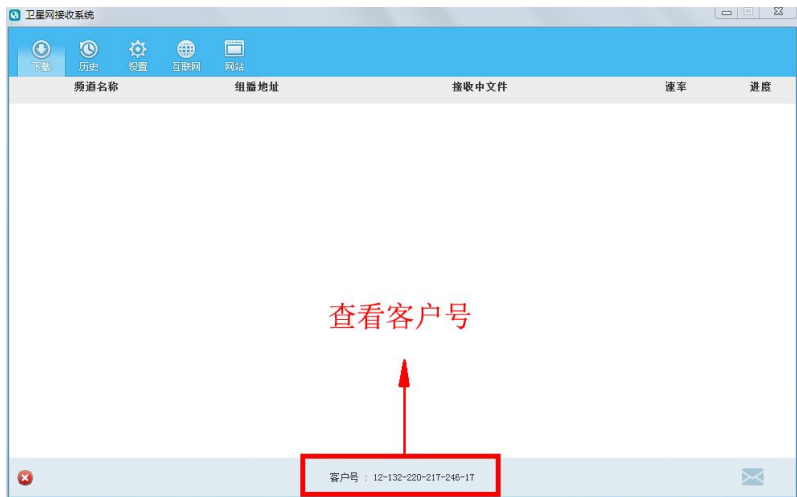 卫星网接收系统
下载 历史 设置 互联网 网站
频道名称 组播地址 接收中文件 速率 进度
查看客户号
客户号 : 12-132-220-217-246-17